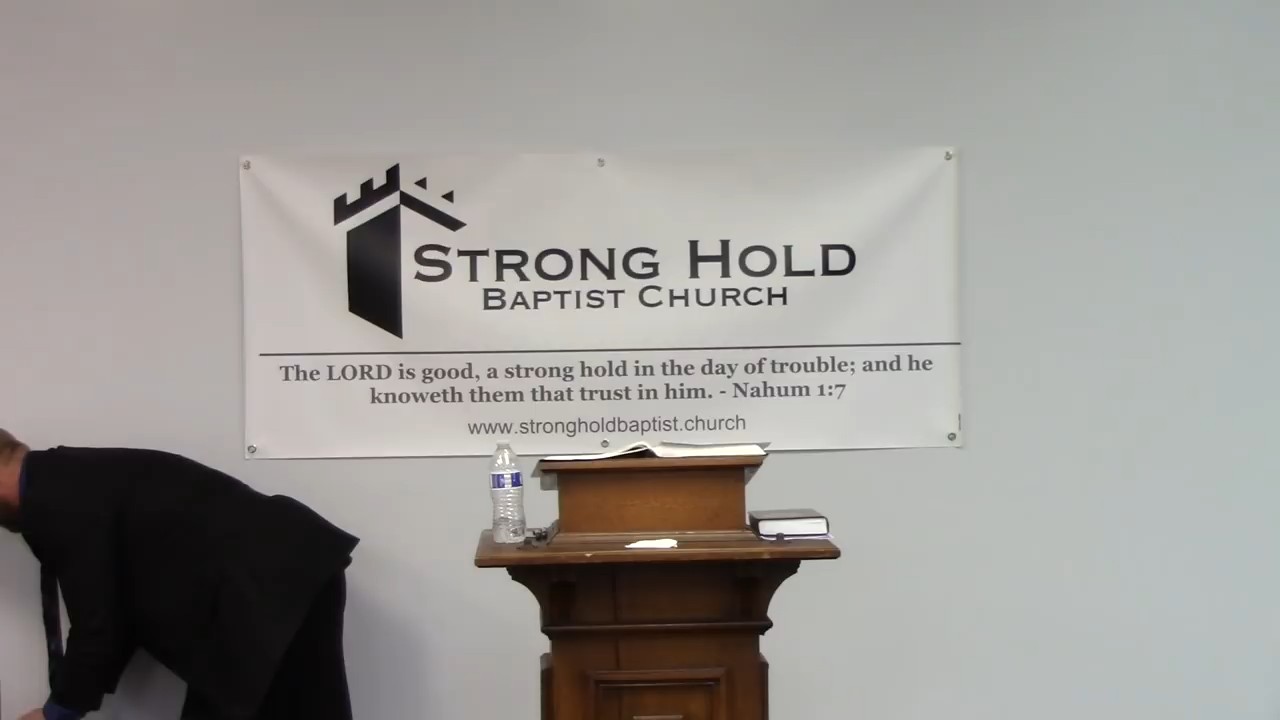 STRONG HOLD
BAPTIST CHURCH
The LORD is good, a strong hold in the day of trouble; and he
knoweth them that trust in him. - Nahum 1:7
www.strongholdbaptist.church